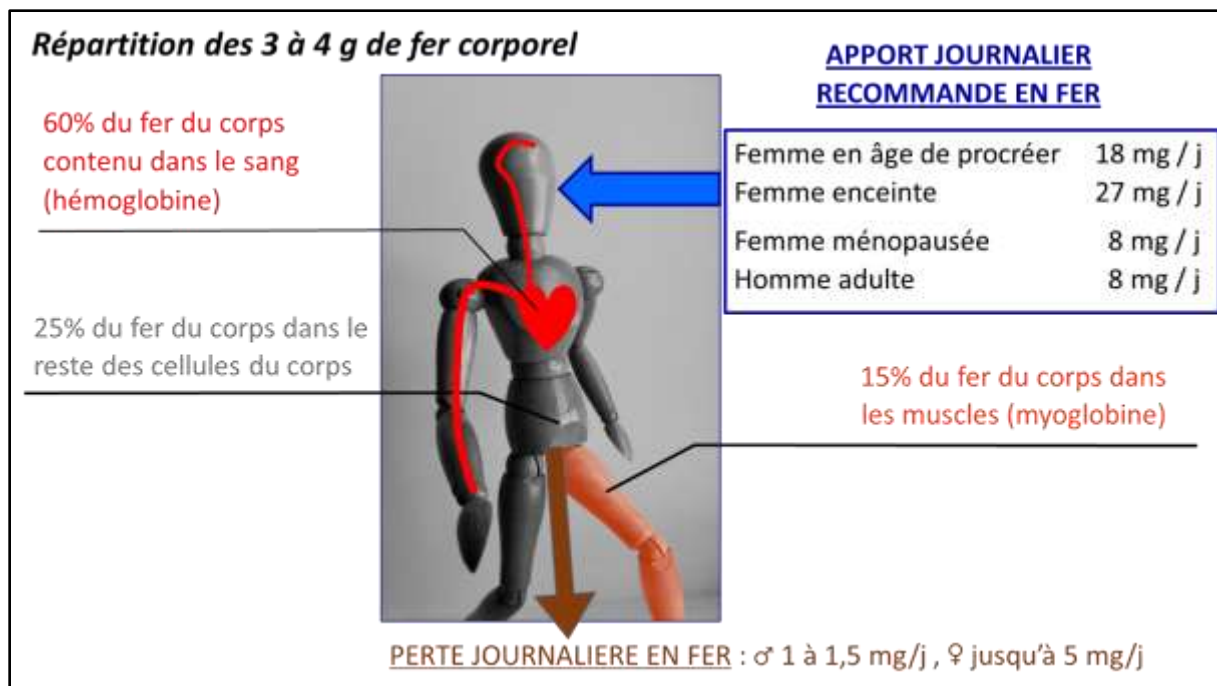 Répartition des 3 à 4 g de fer corporel
60% du fer du corps
contenu dans le sang
(hémoglobine)
25% du fer du corps dans le
reste des cellules du corps
APPORT JOURNALIER
RECOMMANDE EN FER
Femme en âge de procréer 18 mg / j
Femme enceinte 27 mg / j
Femme ménopausée 8 mg / j
Homme adulte 8 mg / j
15% du fer du corps dans
les muscles (myoglobine)
PERTE JOURNALIERE EN FER : ♂ 1 à 1,5 mg/j , ♀ jusqu’à 5 mg/j